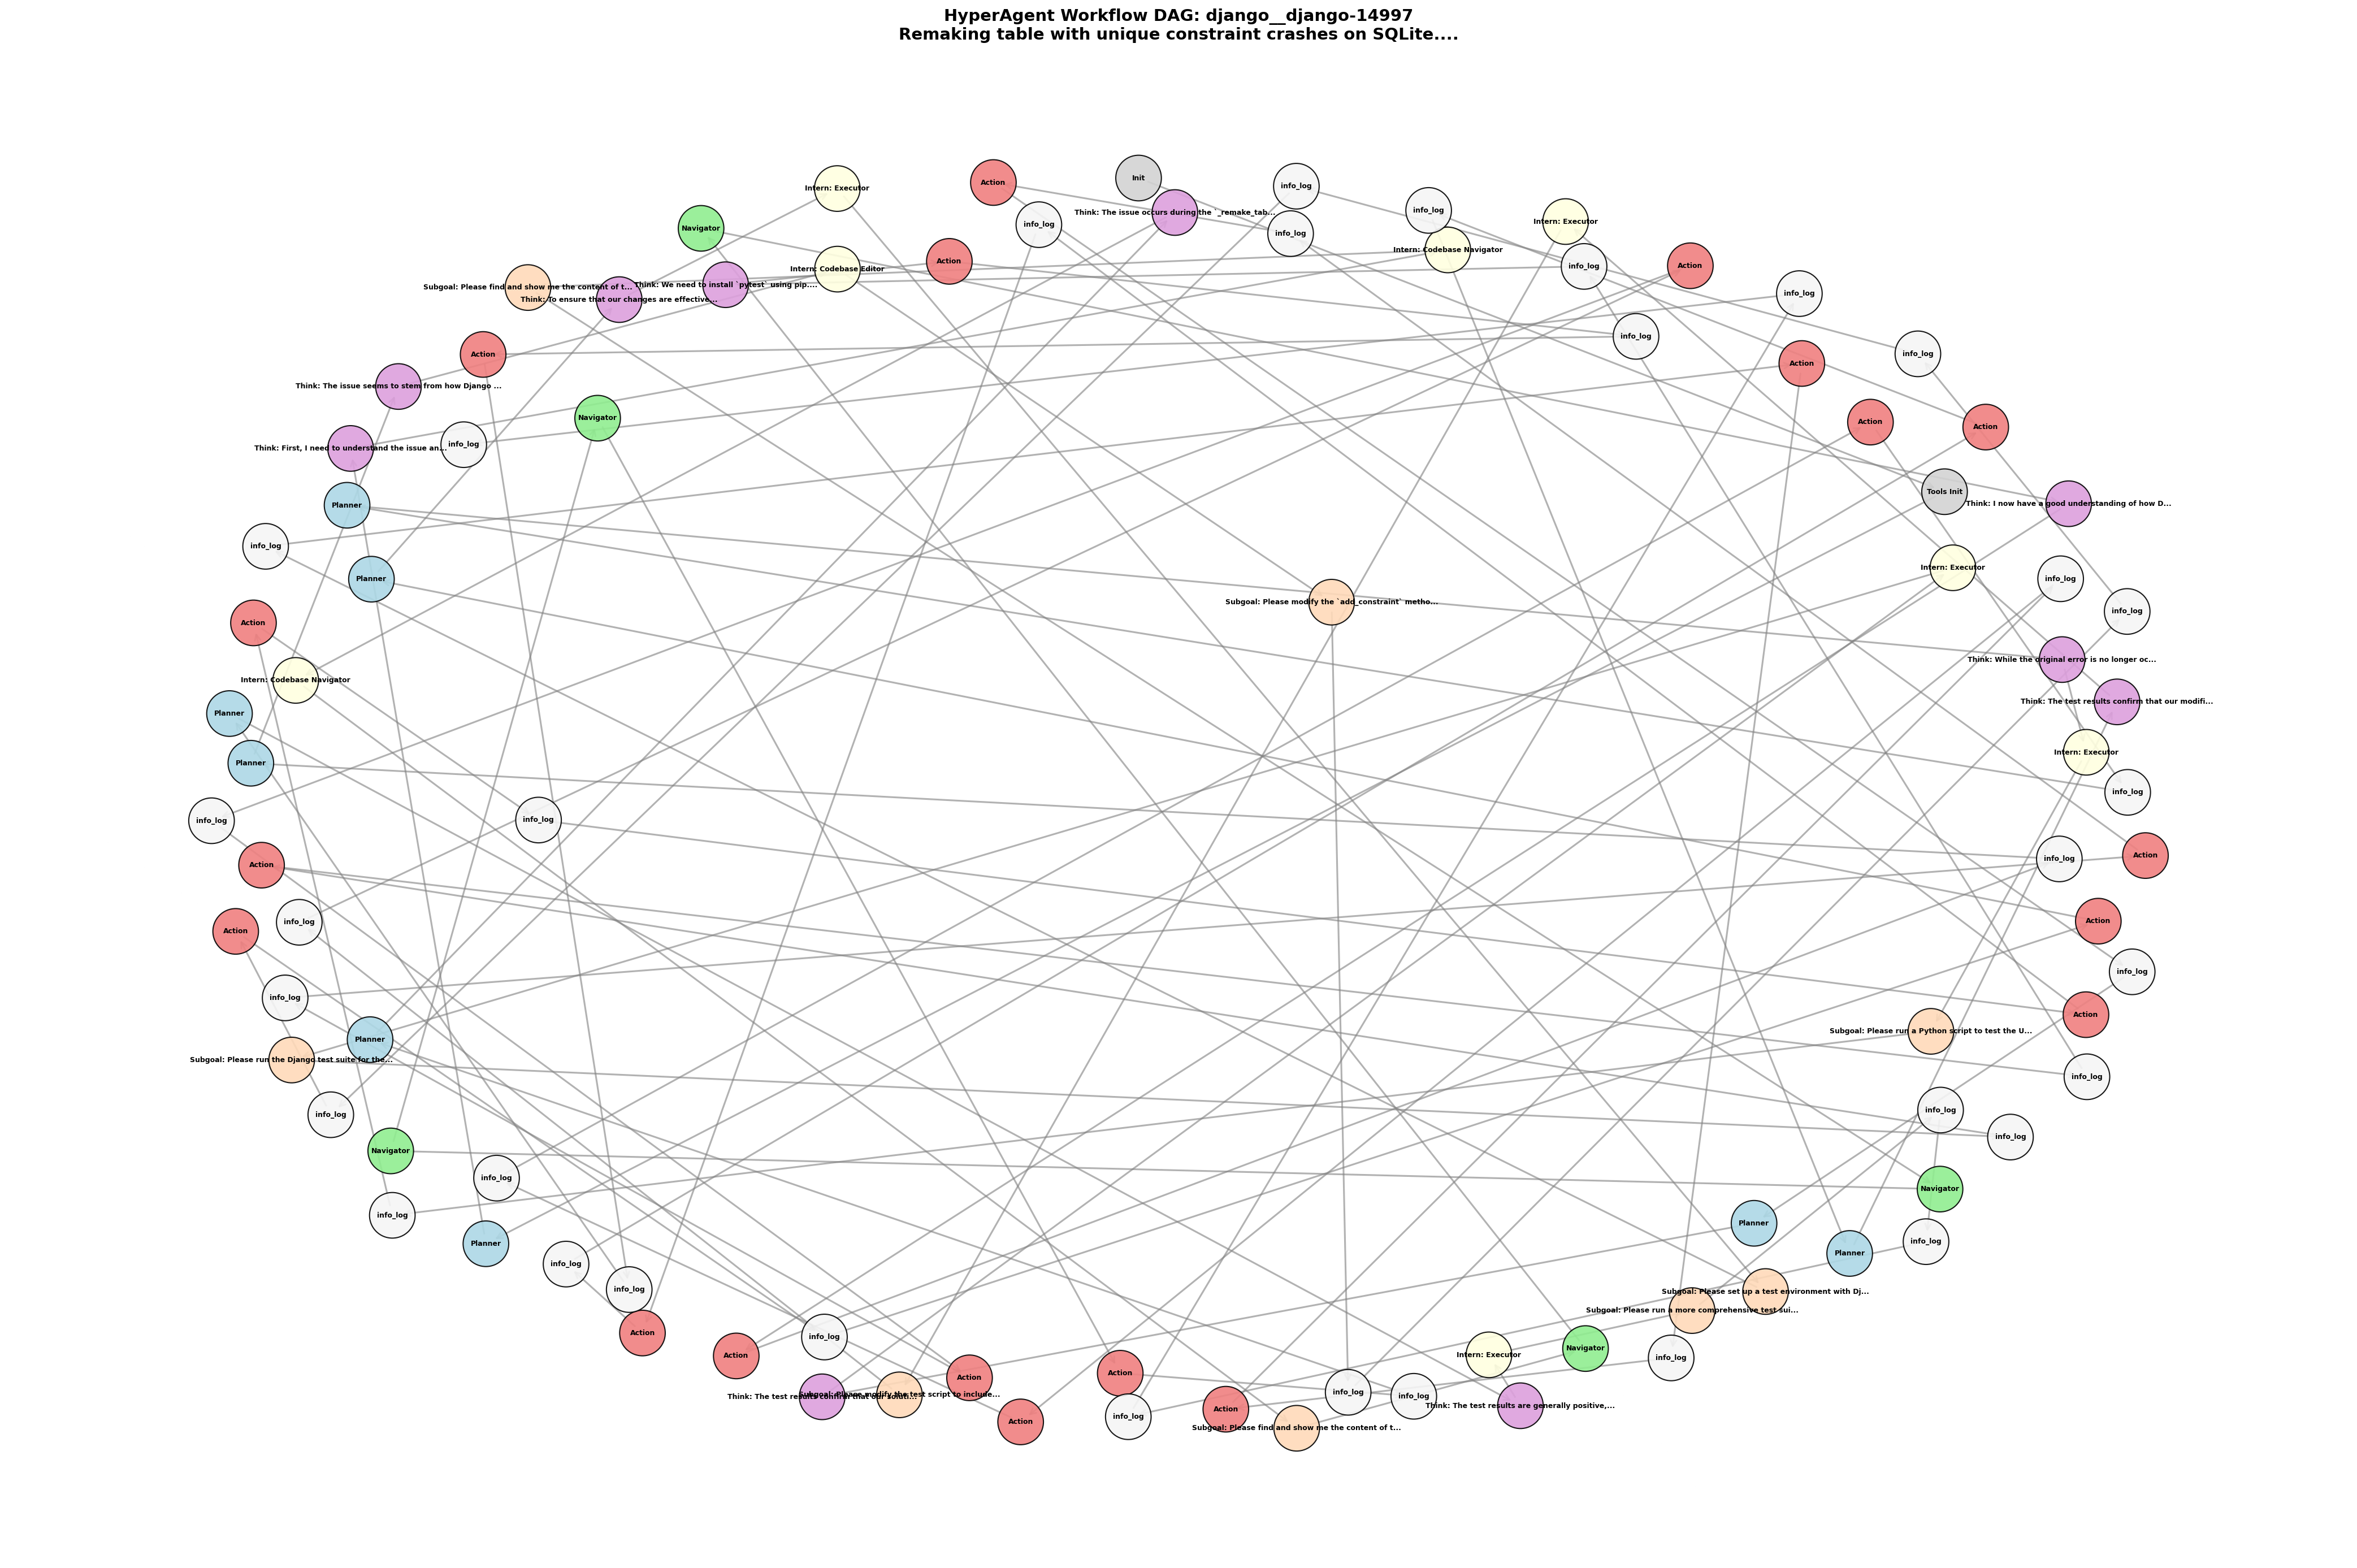 HyperAgent Workflow DAG: django__django-14997
Remaking table with unique constraint crashes on SQLite....
Init
Action
Intern: Executor
info_log
Think: The issue occurs during the `_remake_tab...
info_log
Intern: Executor
Navigator
info_log
info_log
Intern: Codebase Navigator
Action
Intern: Codebase Editor
info_log
Action
Think: We need to install `pytest` using pip....
Subgoal: Please find and show me the content of t...
Think: To ensure that our changes are effective...
info_log
info_log
Action
info_log
Action
Think: The issue seems to stem from how Django ...
Navigator
Action
Action
info_log
Think: First, I need to understand the issue an...
Tools Init
Planner
Think: I now have a good understanding of how D...
info_log
Intern: Executor
Planner
info_log
Subgoal: Please modify the `add_constraint` metho...
info_log
Action
Think: While the original error is no longer oc...
Intern: Codebase Navigator
Think: The test results confirm that our modifi...
Planner
Intern: Executor
Planner
info_log
info_log
info_log
Action
info_log
Action
Action
info_log
Action
info_log
info_log
Action
Subgoal: Please run a Python script to test the U...
Planner
Subgoal: Please run the Django test suite for the...
info_log
info_log
info_log
info_log
Navigator
info_log
Navigator
info_log
Planner
Planner
info_log
Planner
info_log
info_log
Subgoal: Please set up a test environment with Dj...
Subgoal: Please run a more comprehensive test sui...
Action
info_log
Navigator
Intern: Executor
Action
info_log
Action
Action
info_log
Subgoal: Please modify the test script to include...
Think: The test results confirm that our soluti...
info_log
Think: The test results are generally positive,...
Action
info_log
Action
Subgoal: Please find and show me the content of t...